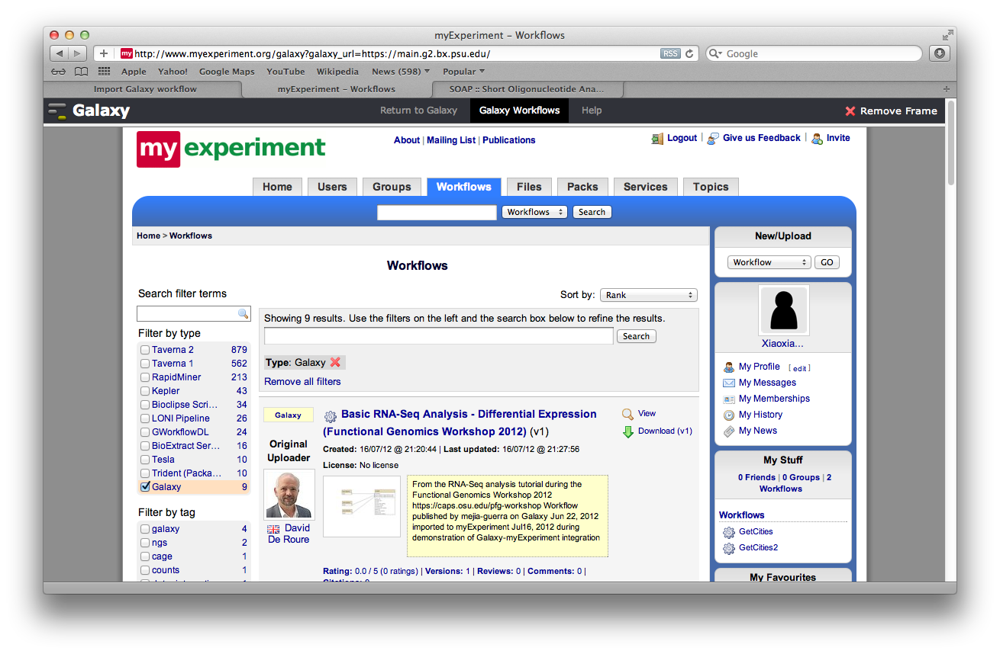 myExperiment – Workflows
my http://www.myexperiment.org/galaxy?galaxy_url=https://main.g2.bx.psu.edu/ RSS Google
Apple Yahoo! Google Maps YouTube Wikipedia News (598) Popular
Import Galaxy workflow myExperiment – Workflows SOAP :: Short Oligonucleotide Ana...
Galaxy Return to Galaxy Galaxy Workflows Help Remove Frame
my experiment
About | Mailing List | Publications
Logout | Give us Feedback | Invite
Home Users Groups Workflows Files Packs Services Topics
Workflows Search
Home > Workflows
Workflows
Search filter terms
Filter by type
Taverna 2 879
Taverna 1 562
RapidMiner 213
Kepler 43
Bioclipse Scri... 34
LONI Pipeline 26
GWorkflowDL 24
BioExtract Ser... 16
Tesla 10
Trident (Packa... 10
Galaxy 9
Filter by tag
galaxy 4
ngs 2
cage 1
counts 1
Sort by: Rank
Showing 9 results. Use the filters on the left and the search box below to refine the results.
Search
Type: Galaxy
Remove all filters
Galaxy
Original
Uploader
David
De Roure
Basic RNA-Seq Analysis - Differential Expression
(Functional Genomics Workshop 2012) (v1)
Created: 16/07/12 @ 21:20:44 | Last updated: 16/07/12 @ 21:27:56
License: No license
From the RNA-Seq analysis tutorial during the
Functional Genomics Workshop 2012
https://caps.osu.edu/pfg-workshop Workflow
published by mejia-guerra on Galaxy Jun 22, 2012
imported to myExperiment Jul16, 2012 during
demonstration of Galaxy-myExperiment integration
Rating: 0.0 / 5 (0 ratings) | Versions: 1 | Reviews: 0 | Comments: 0 |
Citations: 0
View
Download (v1)
New/Upload
Workflow GO
Xiaoxia...
My Profile [ edit ]
My Messages
My Memberships
My History
My News
My Stuff
0 Friends | 0 Groups | 2
Workflows
Workflows
GetCities
GetCities2
My Favourites